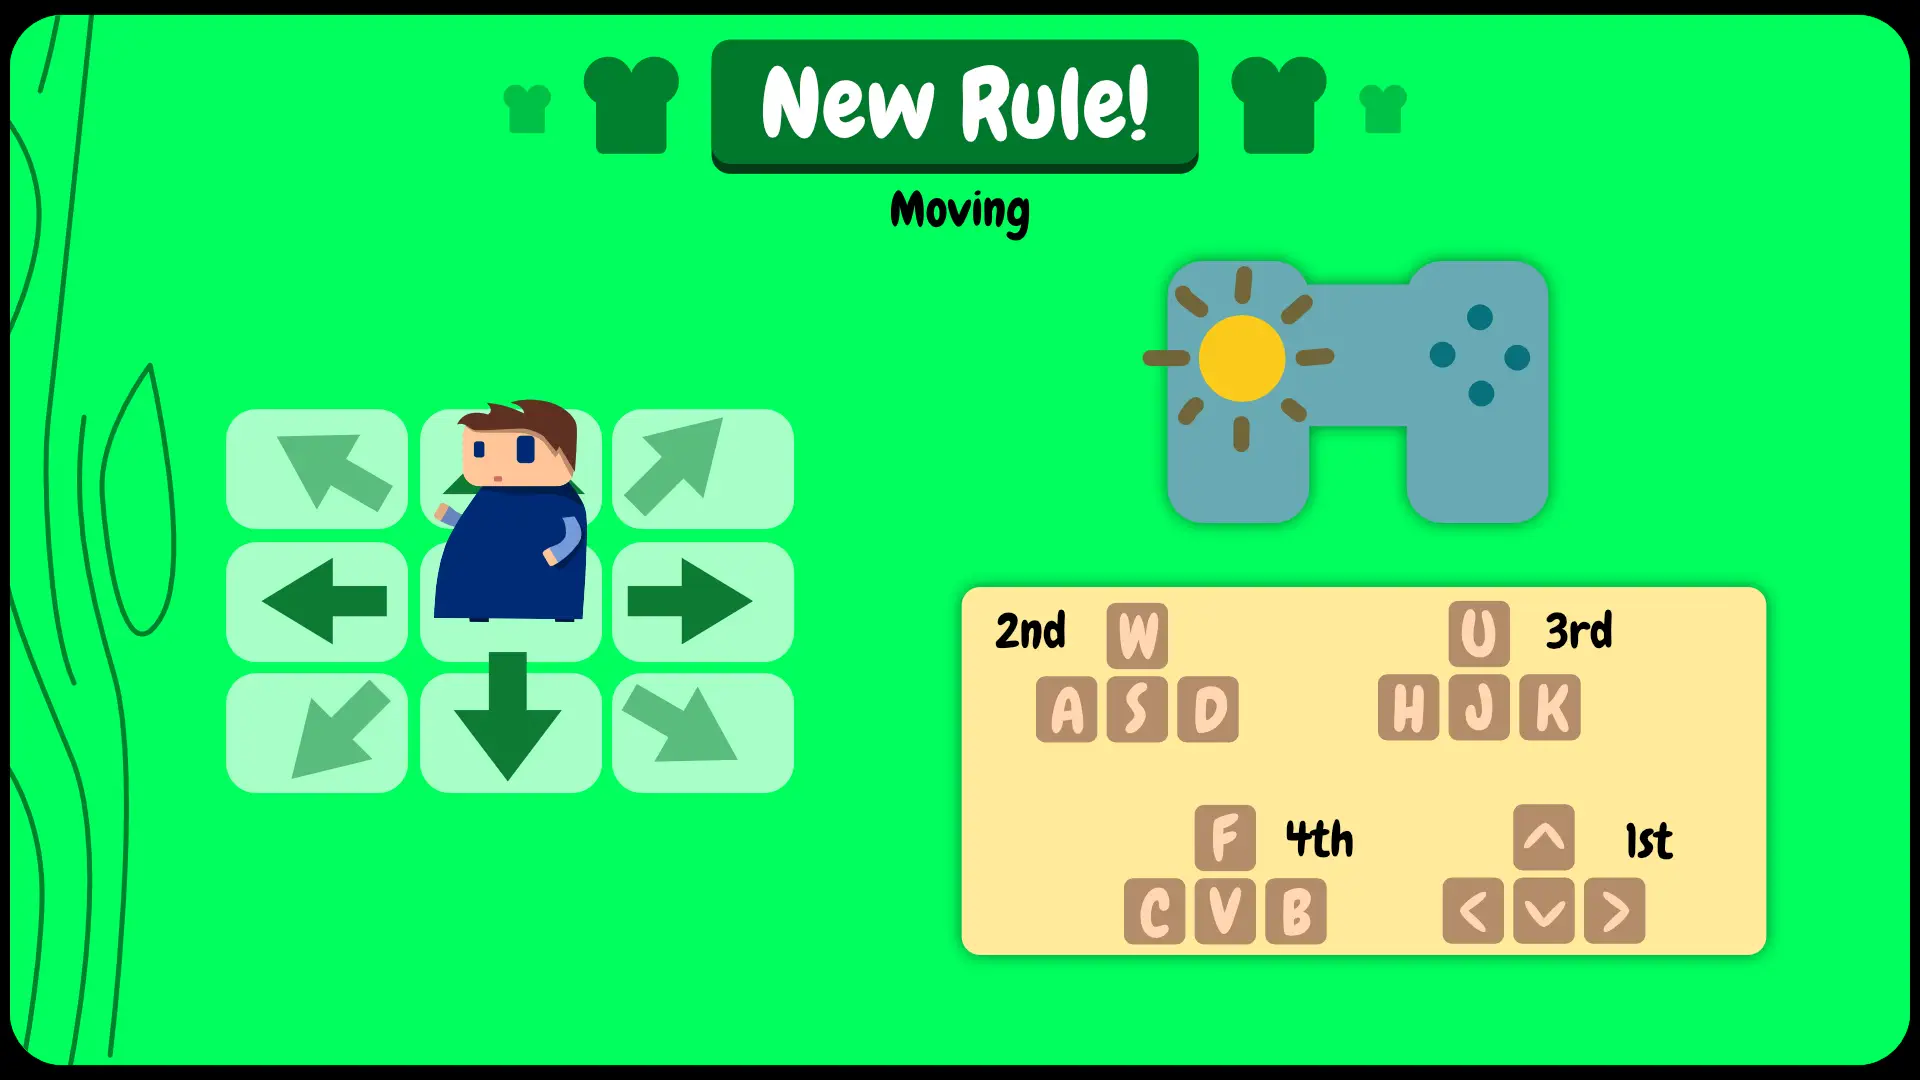 New Rule!
Moving
2nd W
A S D
U 3rd
H J K
F 4th
C V B
^ 1st
< v >